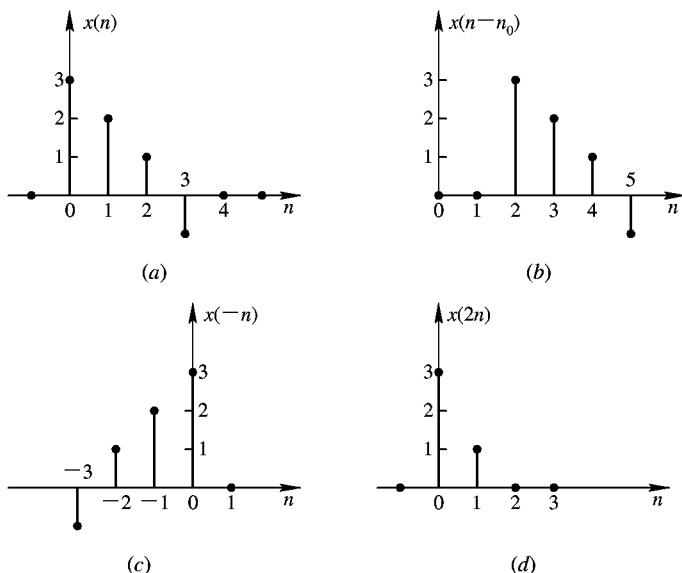 x(n)
3
2
1
3
0 1 2 4 n
(a)
x(n−n₀)
3
2
1
5
0 1 2 3 4 n
(b)
x(−n)
3
2
1
−3
−2 −1 0 1 n
(c)
x(2n)
3
2
1
0 1 2 3 n
(d)